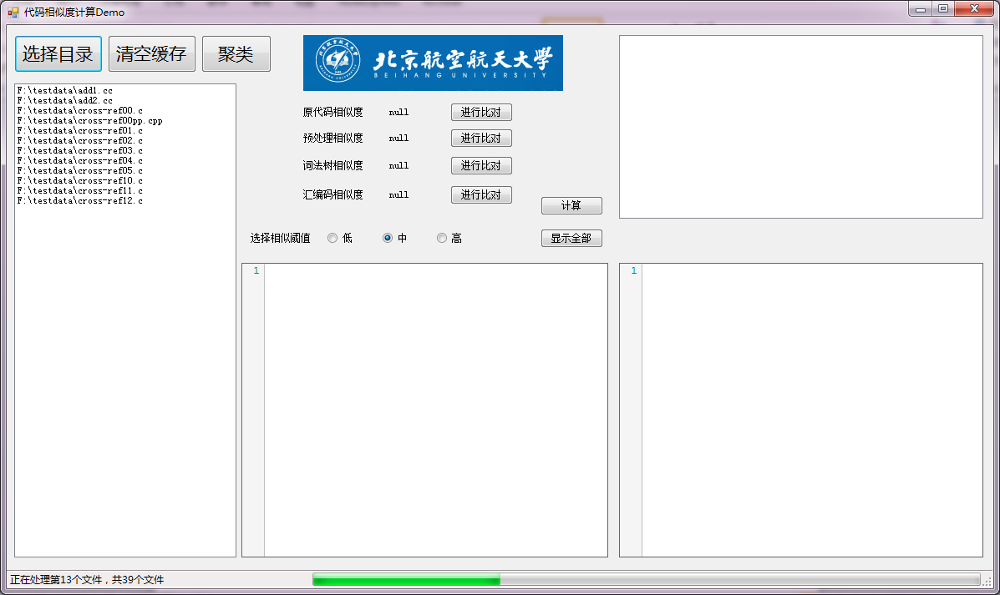 代码相似度计算Demo
选择目录 清空缓存 聚类
北京航空航天大學
BEIHANG UNIVERSITY
F:\testdata\add1.cc
F:\testdata\add2.cc
F:\testdata\cross-ref00.c
F:\testdata\cross-ref00pp.cpp
F:\testdata\cross-ref01.c
F:\testdata\cross-ref02.c
F:\testdata\cross-ref03.c
F:\testdata\cross-ref04.c
F:\testdata\cross-ref05.c
F:\testdata\cross-ref10.c
F:\testdata\cross-ref11.c
F:\testdata\cross-ref12.c
原代码相似度 null 进行比对
预处理相似度 null 进行比对
词法树相似度 null 进行比对
汇编码相似度 null 进行比对
计算
选择相似阈值 低 中 高 显示全部
1
1
正在处理第13个文件，共39个文件